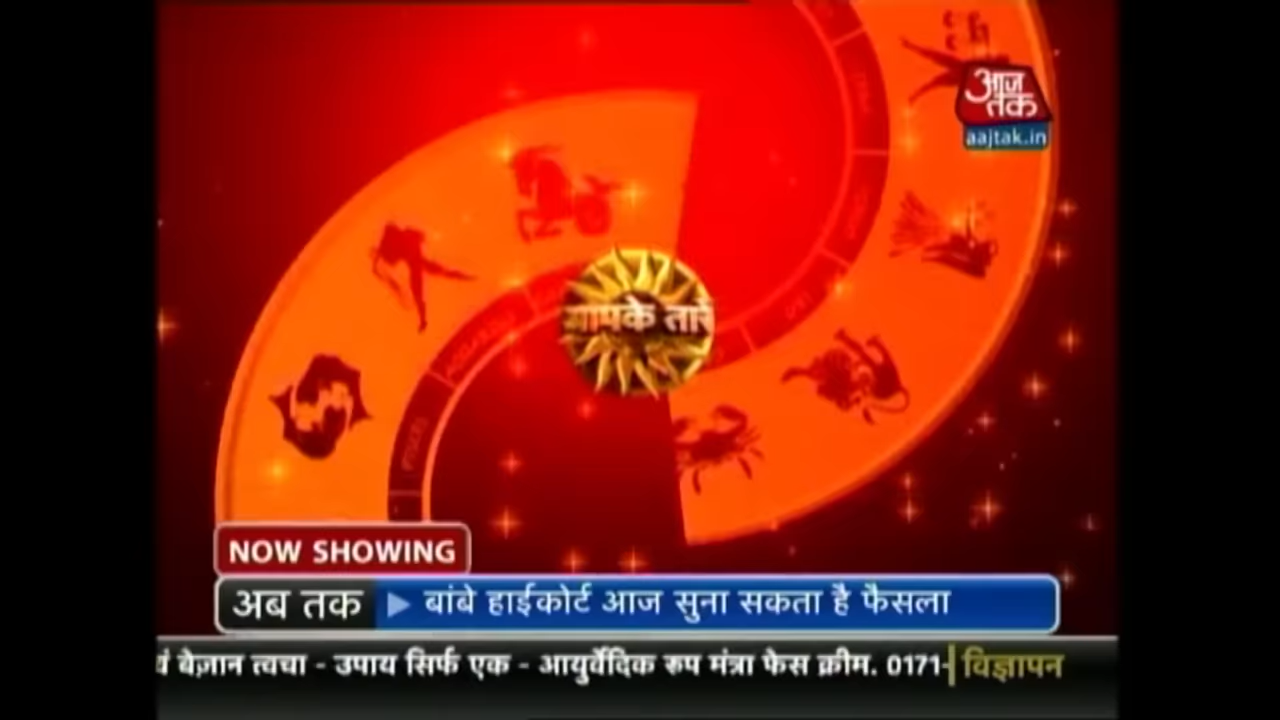 आज
तक
aajtak.in
आपके तारे
PISCES
NOW SHOWING
अब तक
बांबे हाईकोर्ट आज सुना सकता है फैसला
बेज़ान त्वचा - उपाय सिर्फ एक - आयुर्वेदिक रुप मंत्रा फेस क्रीम. 0171-
विज्ञापन